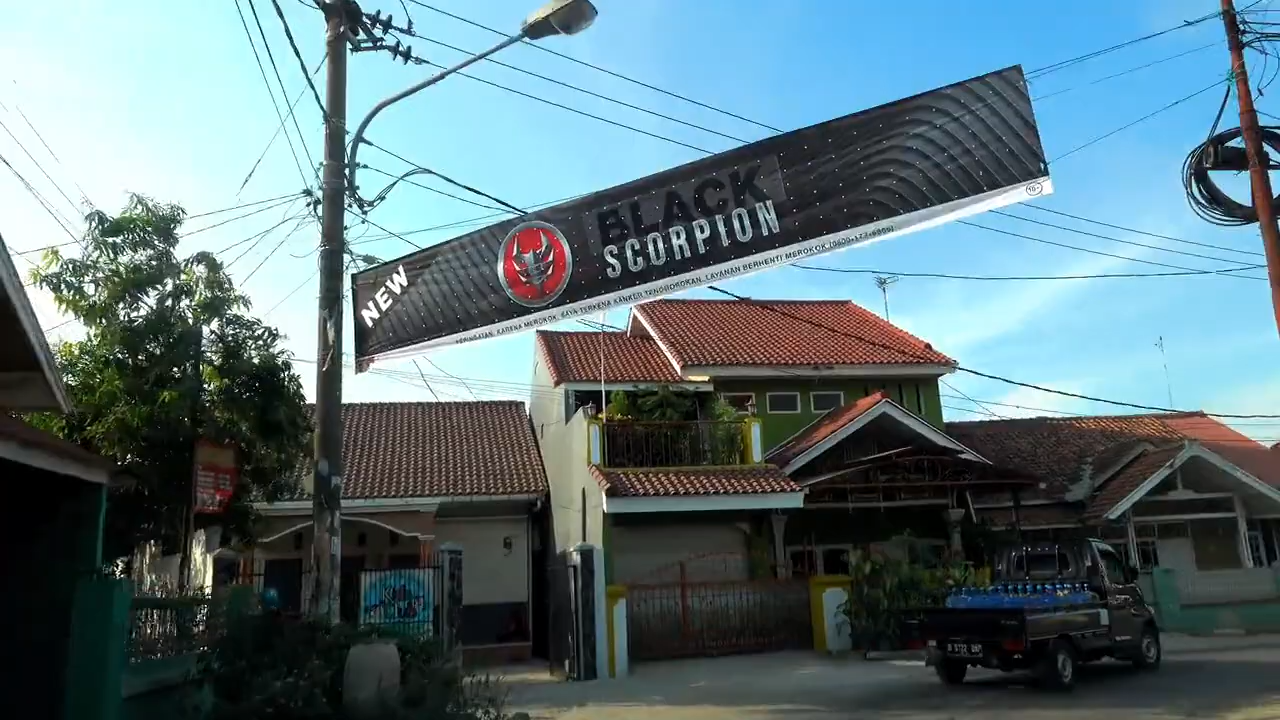 NEW
BLACK
SCORPION
18+
PERINGATAN: KARENA MEROKOK, SAYA TERKENA KANKER TENGGOROKAN. LAYANAN BERHENTI MEROKOK (0800-177-6565)